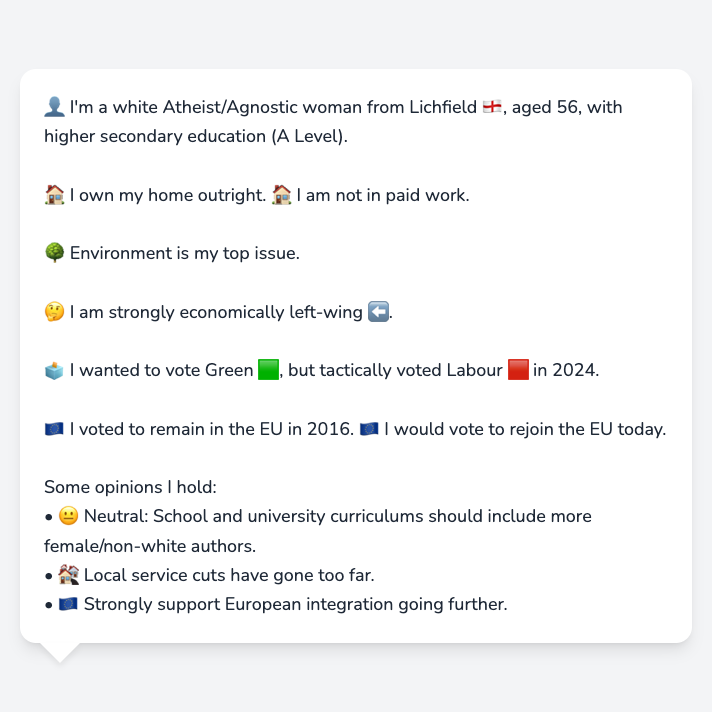 👤 I'm a white Atheist/Agnostic woman from Lichfield 🏴󠁧󠁢󠁥󠁮󠁧󠁿, aged 56, with
higher secondary education (A Level).
🏠 I own my home outright. 🏠 I am not in paid work.
🌳 Environment is my top issue.
🤔 I am strongly economically left-wing ⬅️.
🗳️ I wanted to vote Green 🟩, but tactically voted Labour 🟥 in 2024.
🇪🇺 I voted to remain in the EU in 2016. 🇪🇺 I would vote to rejoin the EU today.
Some opinions I hold:
• 😐 Neutral: School and university curriculums should include more
female/non-white authors.
• 🏚️ Local service cuts have gone too far.
• 🇪🇺 Strongly support European integration going further.